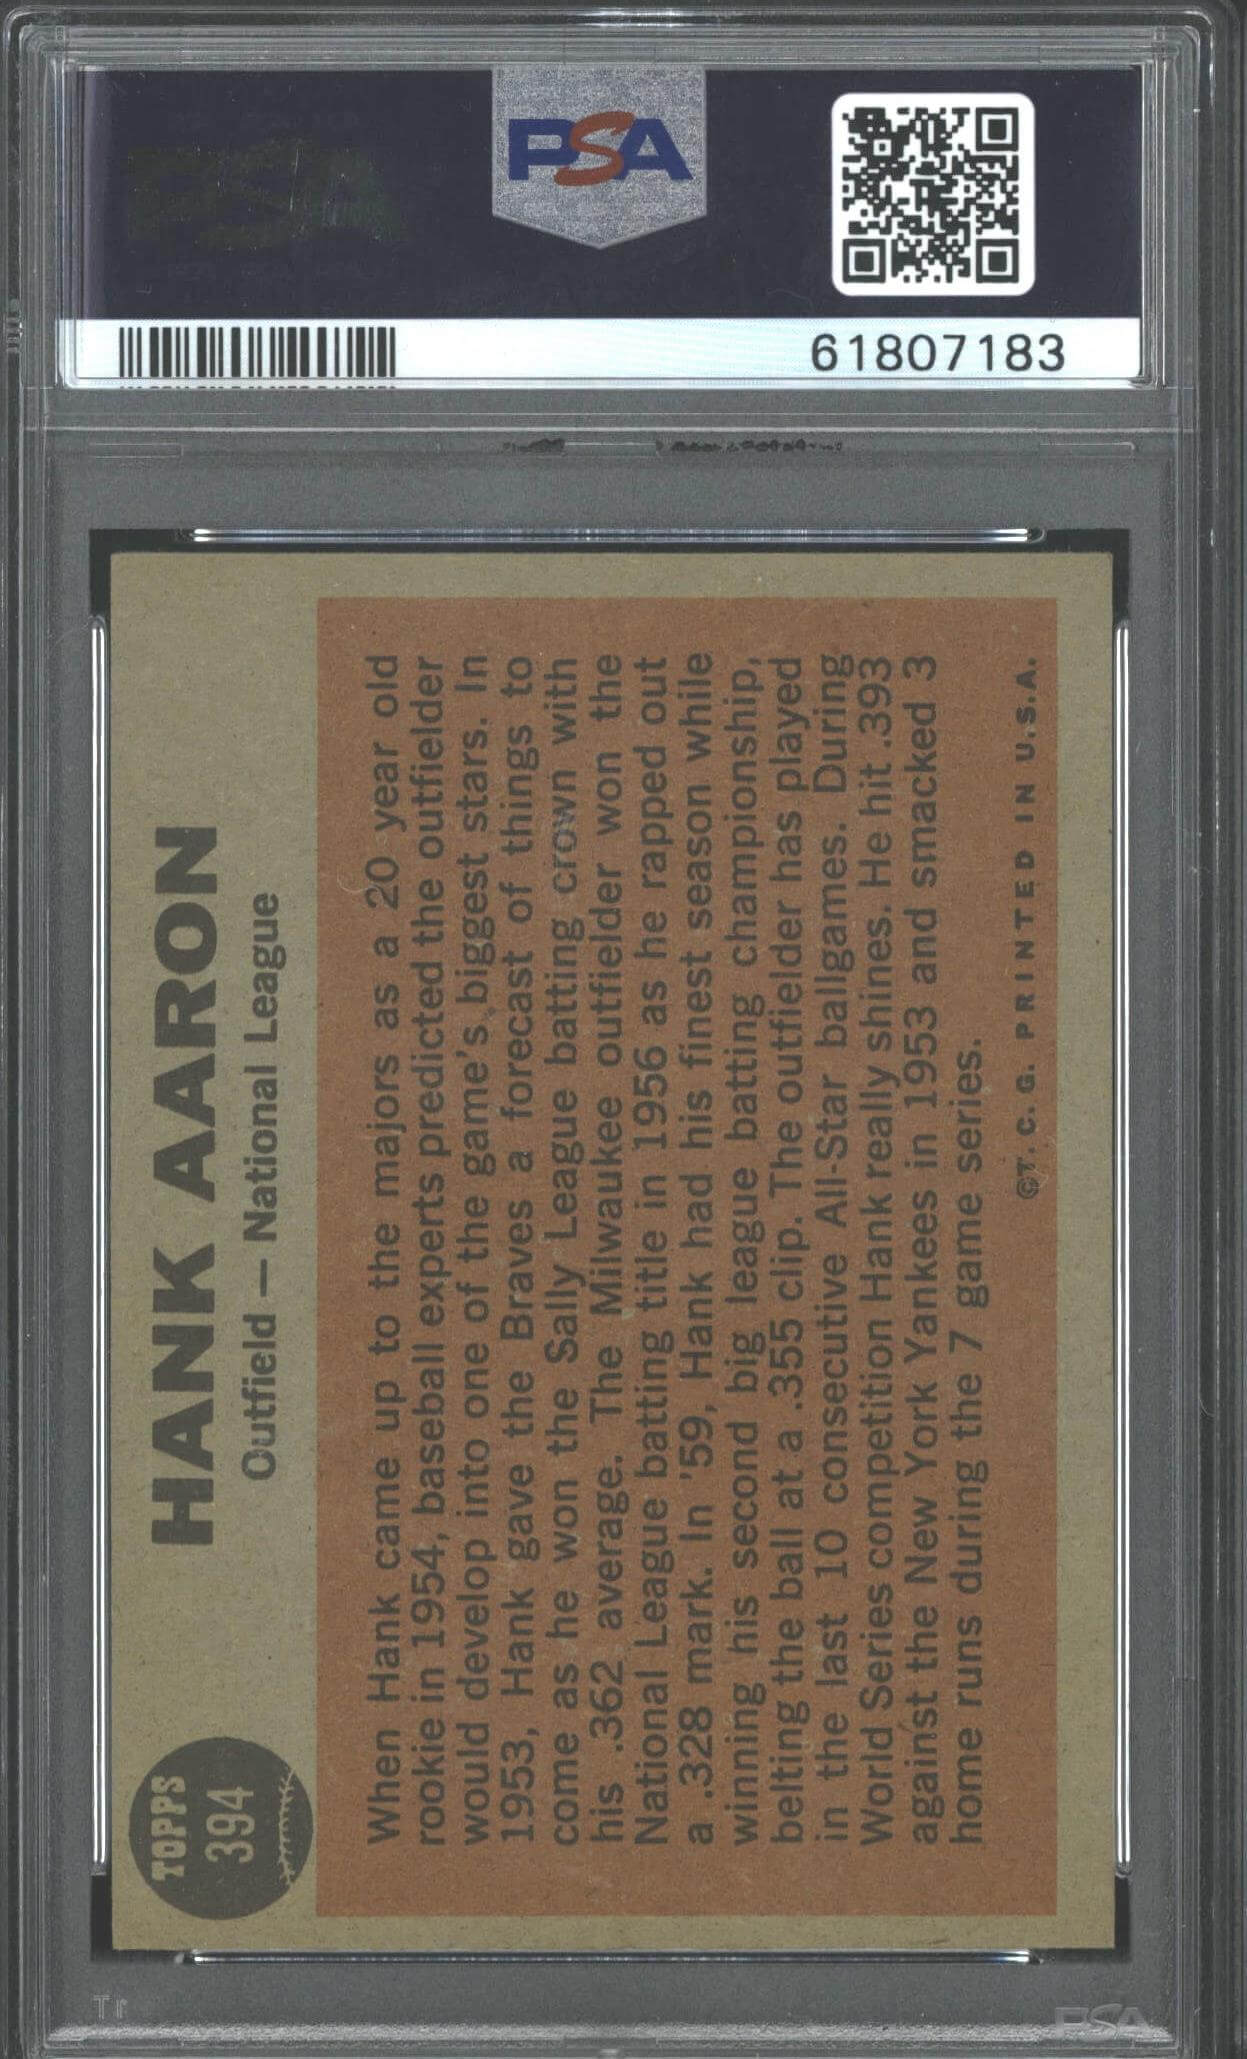 PSA
61807183
TOPPS
394
HANK AARON
Outfield — National League
When Hank came up to the majors as a 20 year old
rookie in 1954, baseball experts predicted the outfielder
would develop into one of the game's biggest stars. In
1953, Hank gave the Braves a forecast of things to
come as he won the Sally League batting crown with
his .362 average. The Milwaukee outfielder won the
National League batting title in 1956 as he rapped out
a .328 mark. In '59, Hank had his finest season while
winning his second big league batting championship,
belting the ball at a .355 clip. The outfielder has played
in the last 10 consecutive All-Star ballgames. During
World Series competition Hank really shines. He hit .393
against the New York Yankees in 1953 and smacked 3
home runs during the 7 game series.
©T. C. G. PRINTED IN U.S.A.
PSA